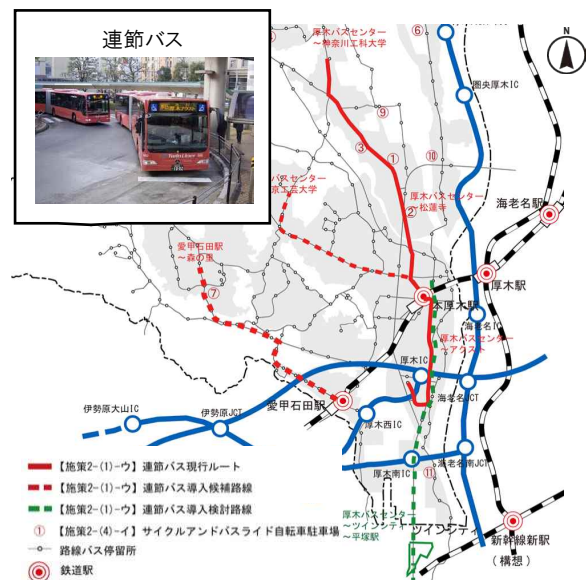 連節バス
厚木バスセンター
～神奈川工科大学
⑥
N
圏央厚木IC
⑨
③
①
⑩
バスセンター
京工芸大学
厚木バスセンター
～松蓮寺
②
海老名駅
愛甲石田駅
～森の里
⑦
厚木駅
本厚木駅
海老名IC
厚木バスセンター
～アクスト
厚木IC
伊勢原大山IC
伊勢原JCT
愛甲石田駅
海老名JCT
厚木西IC
海老名南JCT
厚木南IC
⑪
【施策2-(1)-ウ】連節バス現行ルート
【施策2-(1)-ウ】連節バス導入候補路線
【施策2-(1)-ウ】連節バス導入検討路線
① 【施策2-(4)-イ】サイクルアンドバスライド自転車駐車場
路線バス停留所
鉄道駅
厚木バスセンター
～ツインシティ
～平塚駅
ツインシティ
新幹線新駅
（構想）